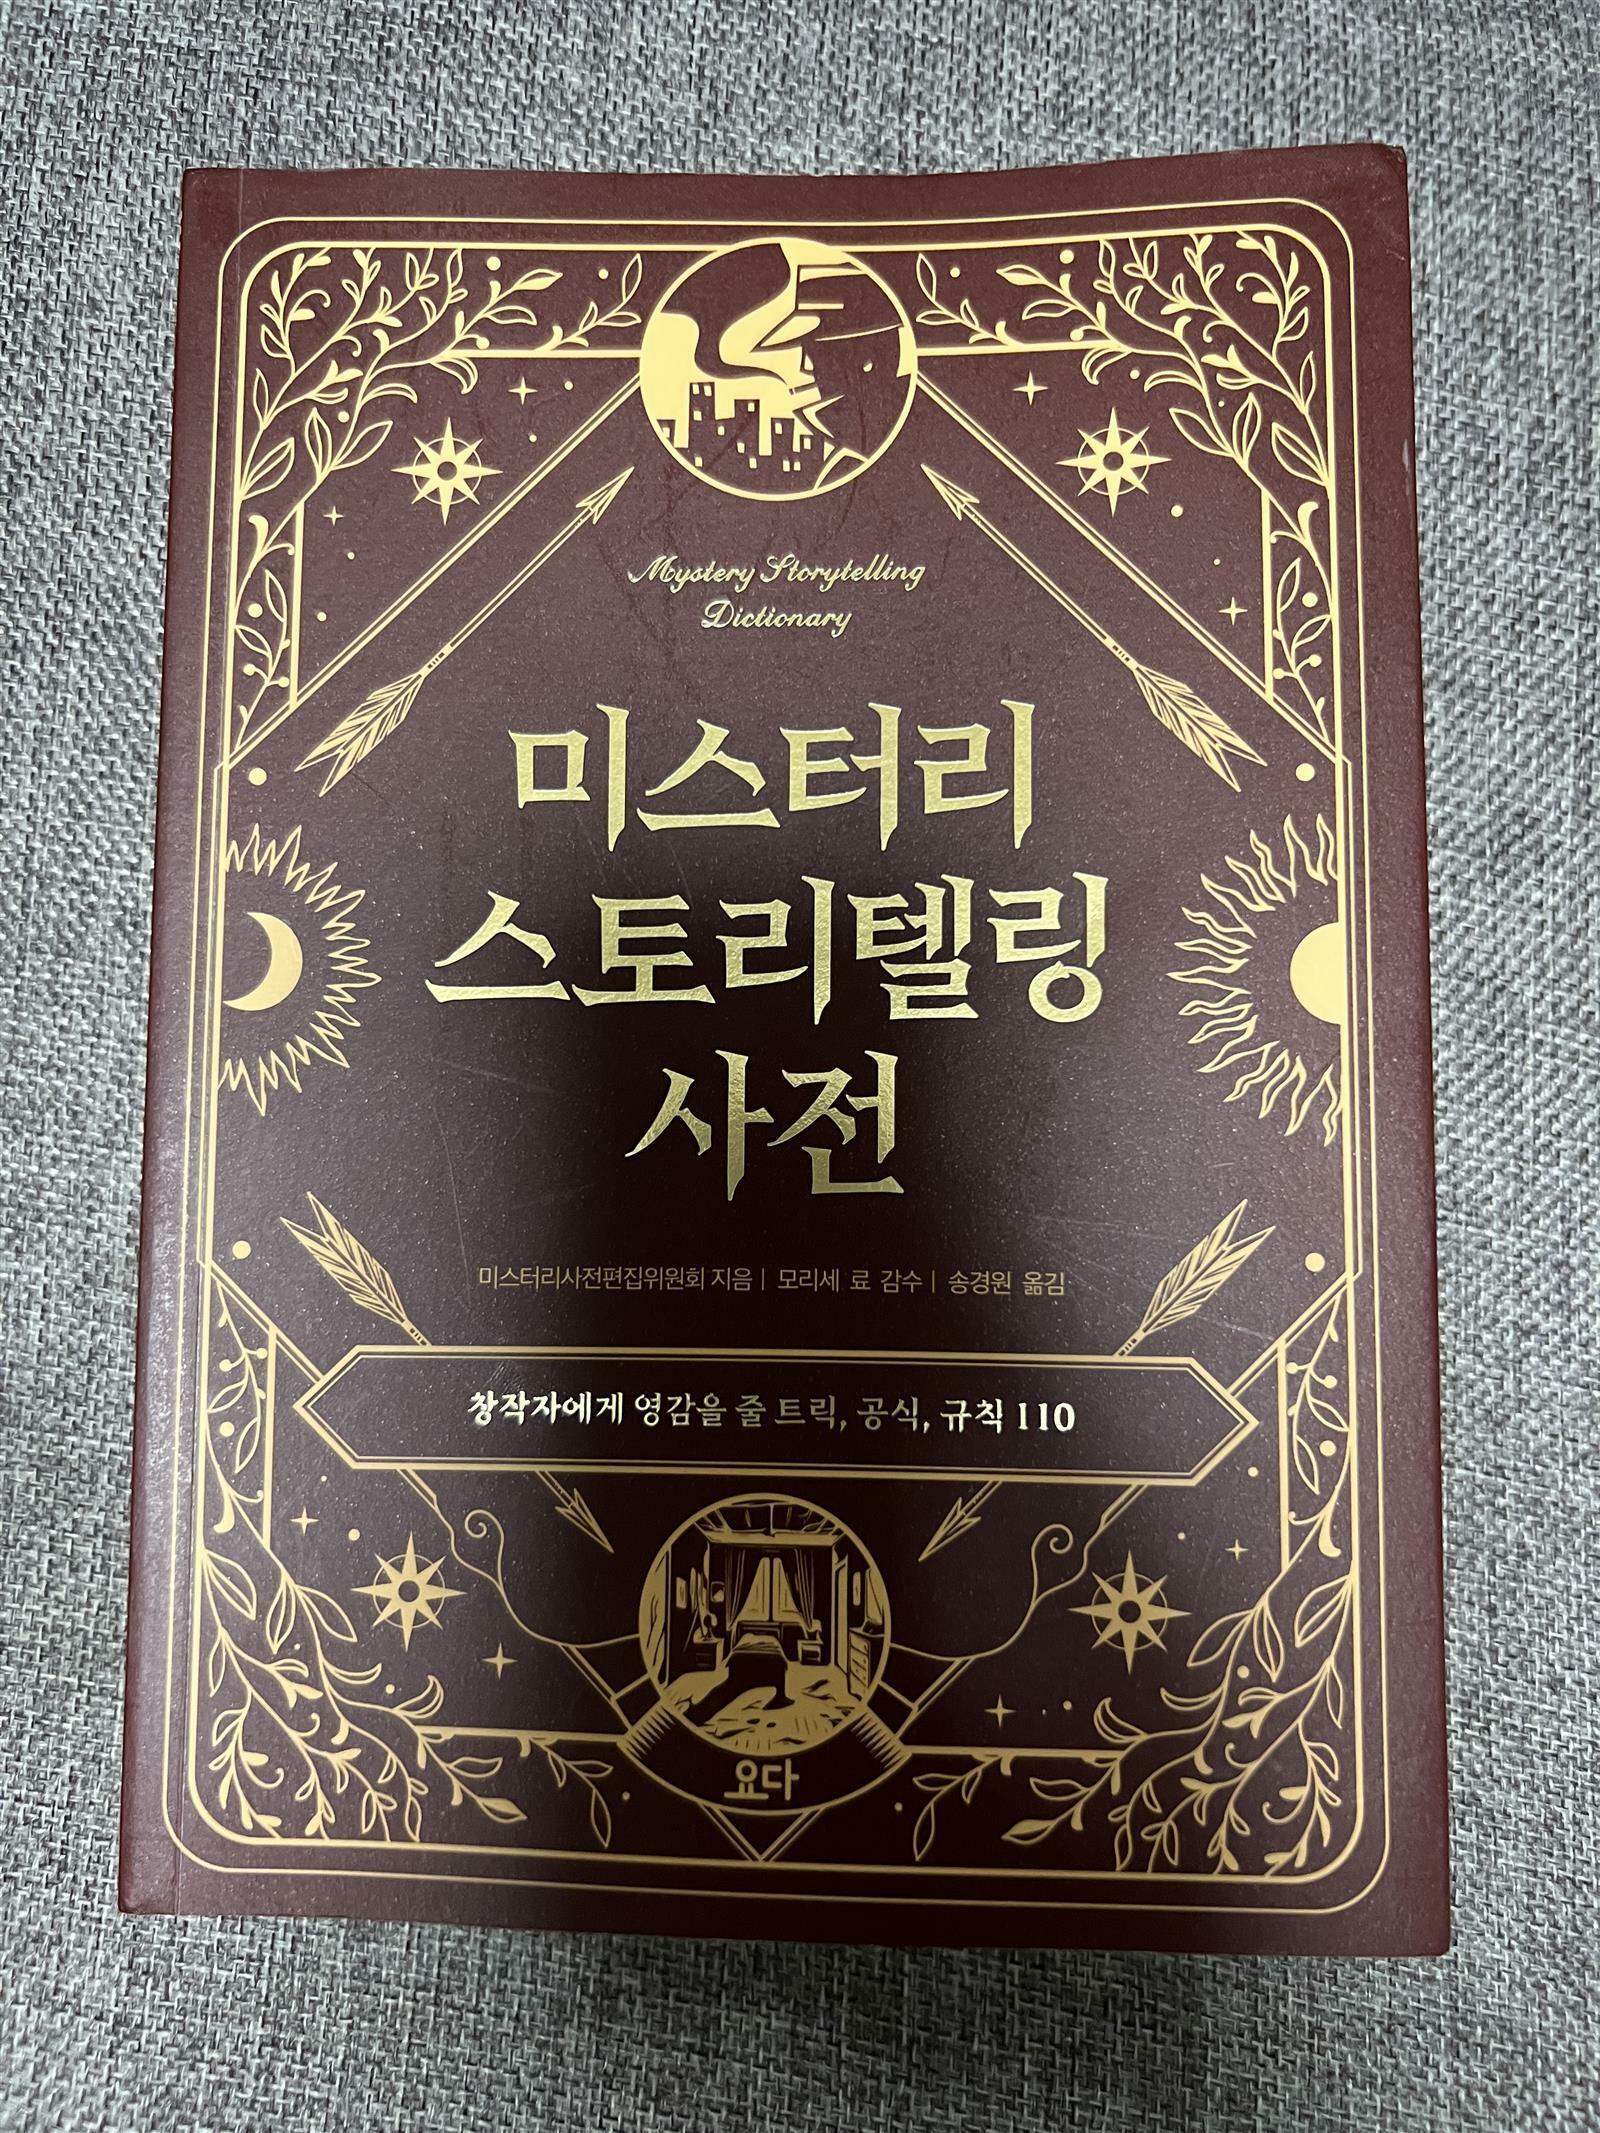 Mystery Storytelling
Dictionary
미스터리
스토리텔링
사전
미스터리사전편집위원회 지음 | 모리세 료 감수 | 송경원 옮김
창작자에게 영감을 줄 트릭, 공식, 규칙 110
요다